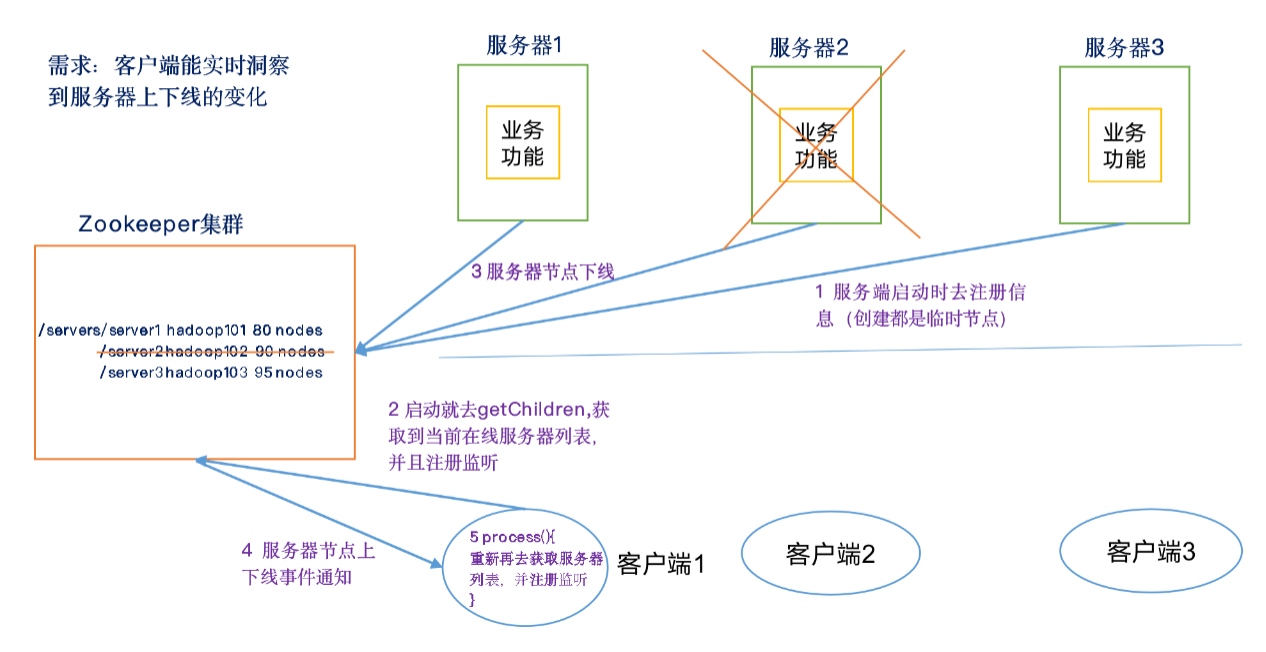 需求：客户端能实时洞察
到服务器上下线的变化
服务器1
服务器2
服务器3
业务
功能
业务
功能
业务
功能
Zookeeper集群
/servers/server1 hadoop101 80 nodes
/server2hadoop102 90 nodes
/server3hadoop103 95nodes
3 服务器节点下线
1 服务端启动时去注册信
息（创建都是临时节点）
2 启动就去getChildren,获
取到当前在线服务器列表，
并且注册监听
4 服务器节点上
下线事件通知
5 process(){
重新再去获取服务器
列表，并注册监听
}
客户端1
客户端2
客户端3